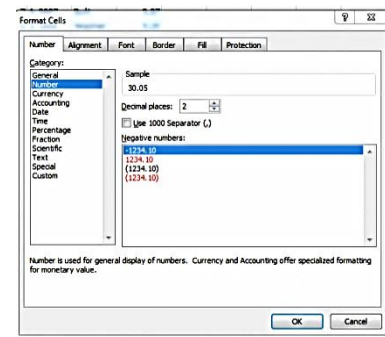 Format Cells
Number Alignment Font Border Fill Protection
Category:
General
Number
Currency
Accounting
Date
Time
Percentage
Fraction
Scientific
Text
Special
Custom
Sample
30.05
Decimal places: 2
Use 1000 Separator (,)
Negative numbers:
-1234.10
1234.10
(1234.10)
(1234.10)
Number is used for general display of numbers. Currency and Accounting offer specialized formatting
for monetary value.
OK Cancel